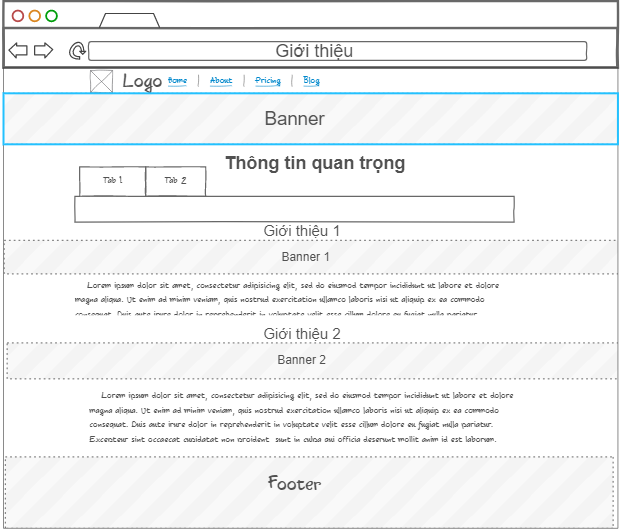 Giới thiệu
Logo Home | About | Pricing | Blog
Banner
Thông tin quan trọng
Tab 1 Tab 2
Giới thiệu 1
Banner 1
Lorem ipsum dolor sit amet, consectetur adipisicing elit, sed do eiusmod tempor incididunt ut labore et dolore
magna aliqua. Ut enim ad minim veniam, quis nostrud exercitation ullamco laboris nisi ut aliquip ex ea commodo
consequat. Duis aute irure dolor in reprehenderit in voluptate velit esse cillum dolore eu fugiat nulla pariatur.
Giới thiệu 2
Banner 2
Lorem ipsum dolor sit amet, consectetur adipisicing elit, sed do eiusmod tempor incididunt ut labore et dolore
magna aliqua. Ut enim ad minim veniam, quis nostrud exercitation ullamco laboris nisi ut aliquip ex ea commodo
consequat. Duis aute irure dolor in reprehenderit in voluptate velit esse cillum dolore eu fugiat nulla pariatur.
Excepteur sint occaecat cupidatat non proident, sunt in culpa qui officia deserunt mollit anim id est laborum.
Footer